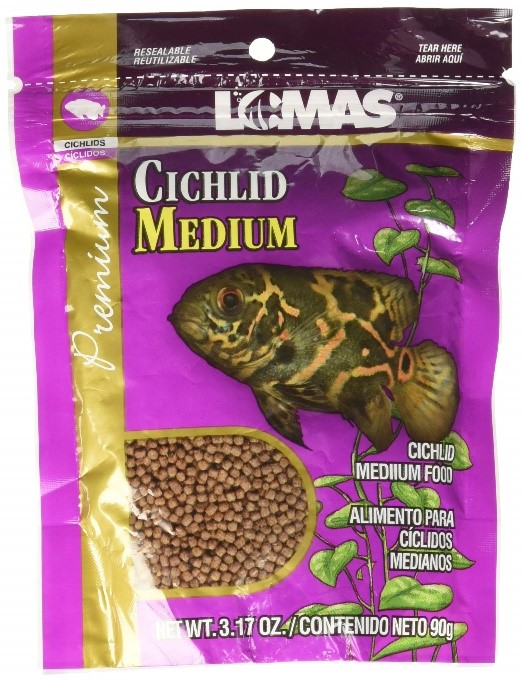 RESEALABLE
REUTILIZABLE
TEAR HERE
ABRIR AQUÍ
LOMAS®
CICHLIDS
CÍCLIDOS
Premium
CICHLID
MEDIUM
CICHLID
MEDIIUM FOOD
ALIMENTO PARA
CÍCLIDOS
MEDIANOS
NET WT. 3.17 OZ. / CONTENIDO NETO 90g